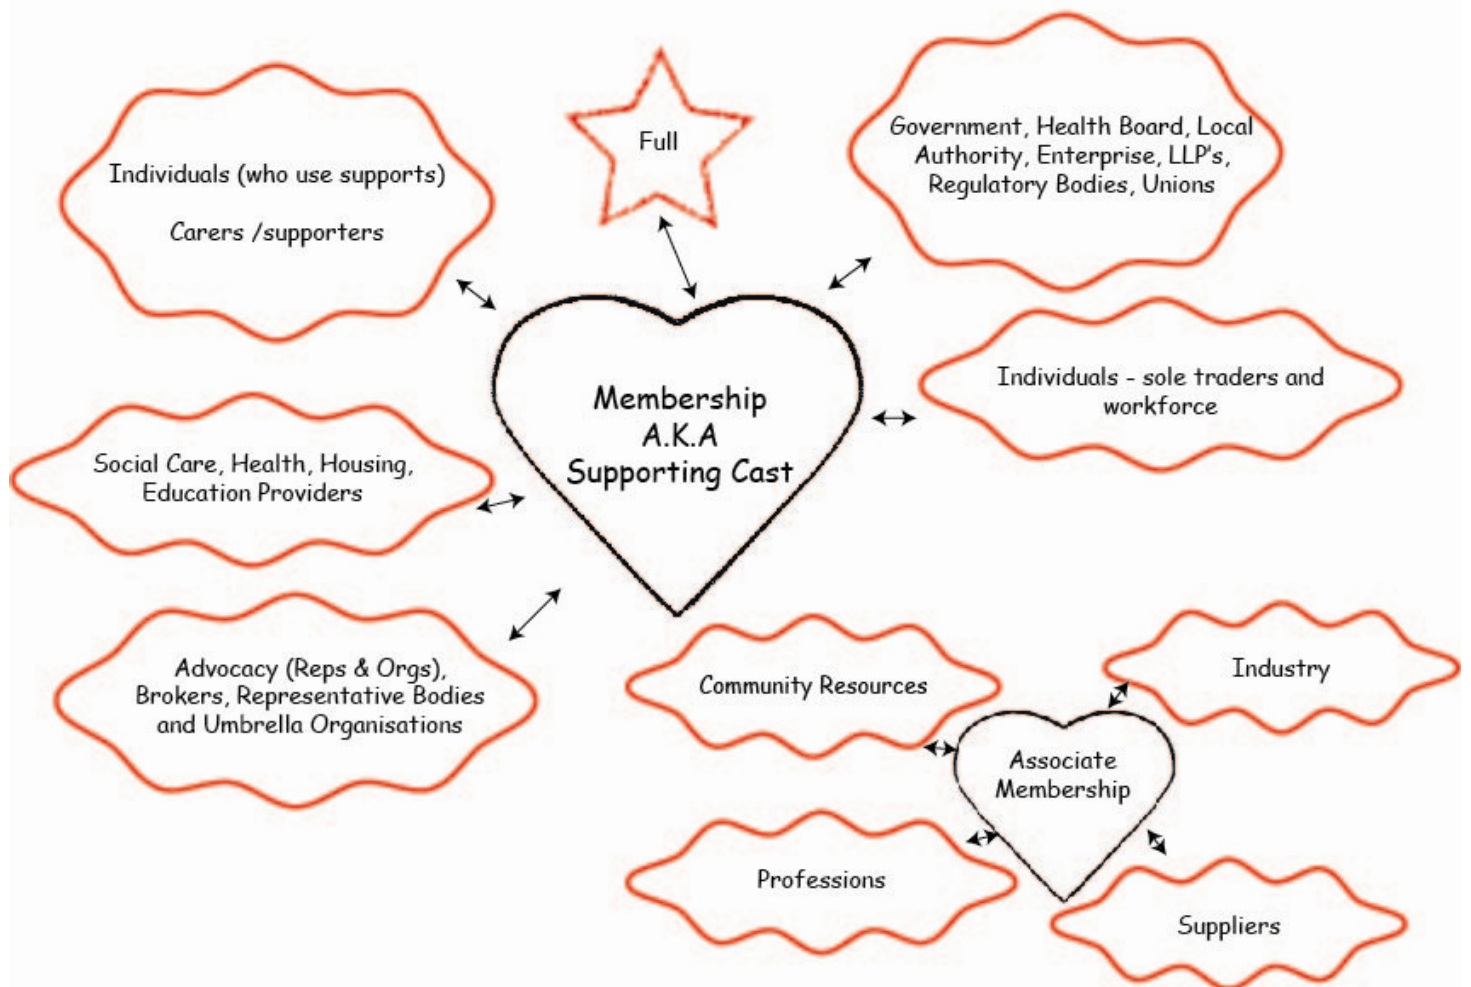 Full
Government, Health Board, Local
Authority, Enterprise, LLP's,
Regulatory Bodies, Unions
Individuals (who use supports)
Carers /supporters
Individuals - sole traders and
workforce
Membership
A.K.A
Supporting Cast
Social Care, Health, Housing,
Education Providers
Advocacy (Reps & Orgs),
Brokers, Representative Bodies
and Umbrella Organisations
Community Resources
Industry
Associate
Membership
Professions
Suppliers